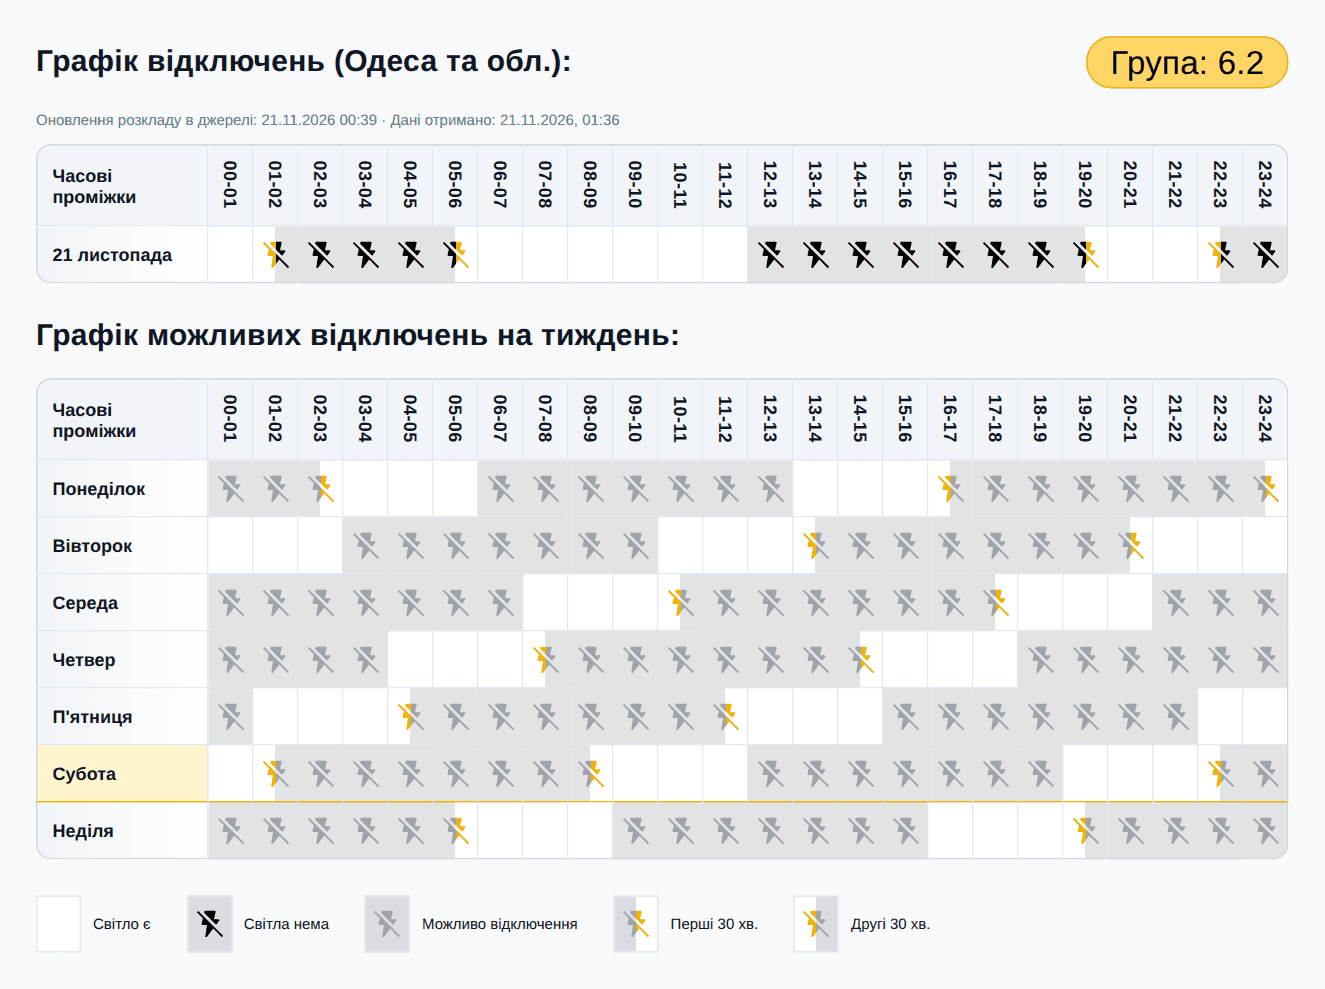 Графік відключень (Одеса та обл.):
Група: 6.2
Оновлення розкладу в джерелі: 21.11.2026 00:39 · Дані отримано: 21.11.2026, 01:36
Часові проміжки 00-01 01-02 02-03 03-04 04-05 05-06 06-07 07-08 08-09 09-10 10-11 11-12 12-13 13-14 14-15 15-16 16-17 17-18 18-19 19-20 20-21 21-22 22-23 23-24
21 листопада
Графік можливих відключень на тиждень:
Часові проміжки 00-01 01-02 02-03 03-04 04-05 05-06 06-07 07-08 08-09 09-10 10-11 11-12 12-13 13-14 14-15 15-16 16-17 17-18 18-19 19-20 20-21 21-22 22-23 23-24
Понеділок
Вівторок
Середа
Четвер
П'ятниця
Субота
Неділя
Світло є
Світла нема
Можливо відключення
Перші 30 хв.
Другі 30 хв.